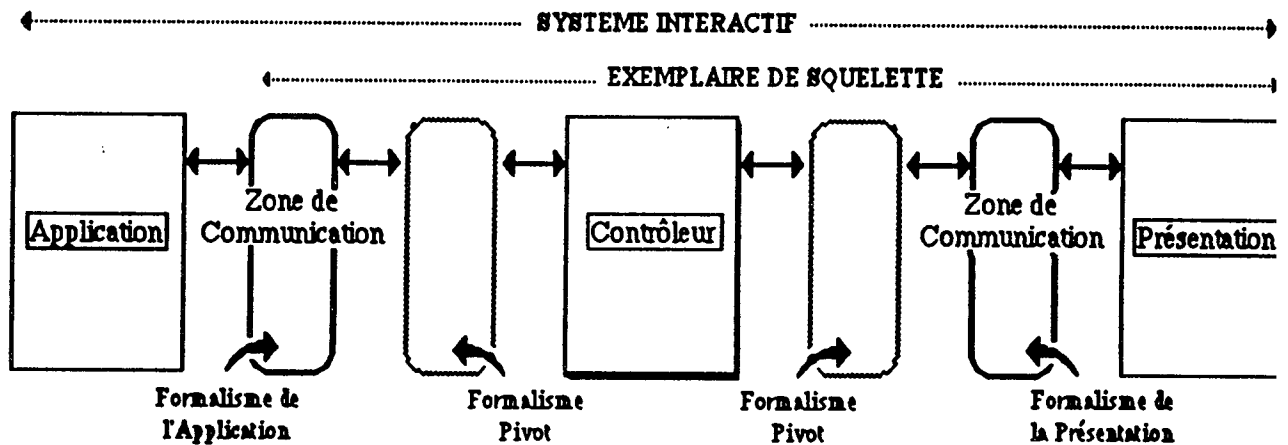 SYSTEME INTERACTIF
EXEMPLAIRE DE SQUELETTE
Application
Zone de
Communication
Contrôleur
Zone de
Communication
Présentation
Formalisme de
l'Application
Formalisme
Pivot
Formalisme
Pivot
Formalisme de
la Présentation